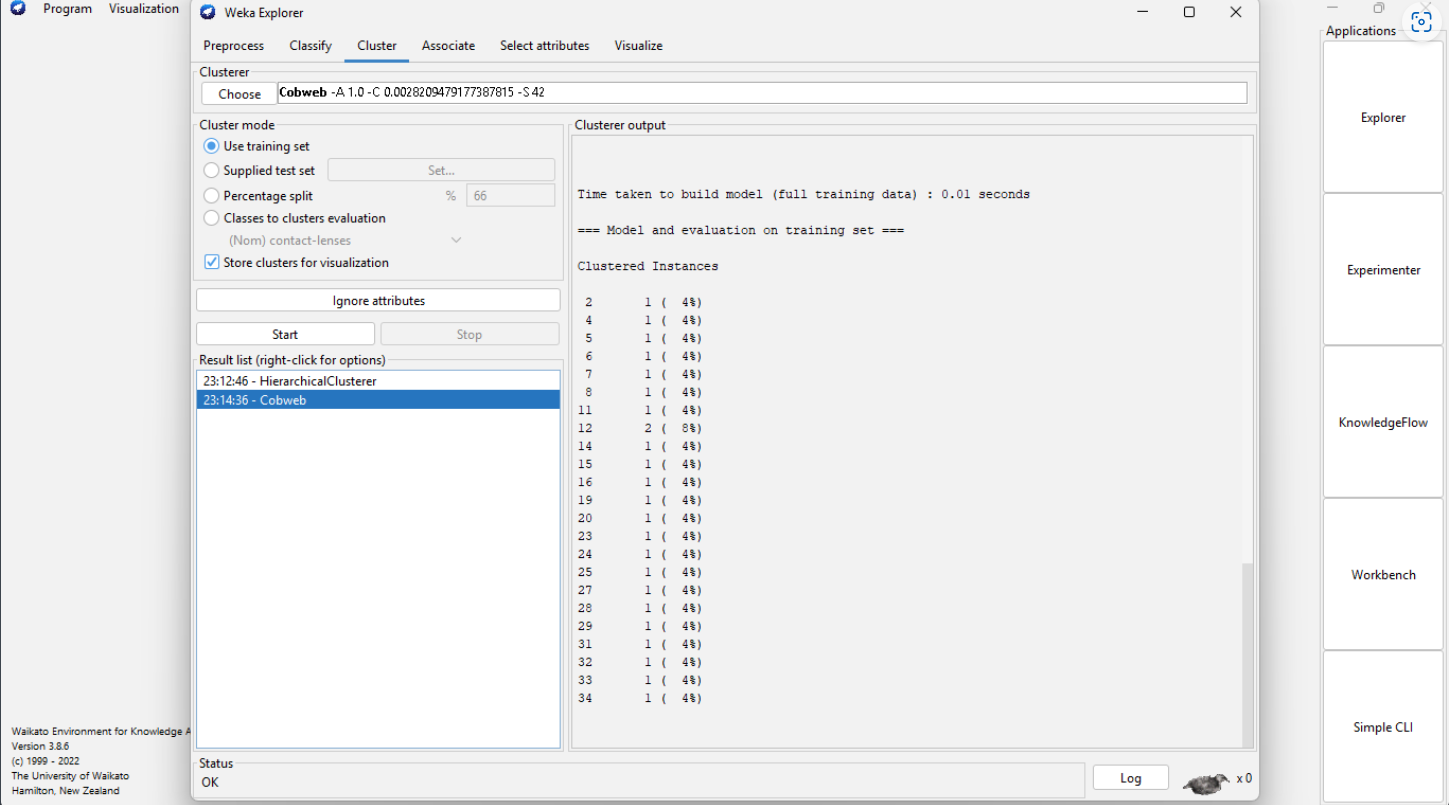 Program Visualization
Weka Explorer
Applications
Preprocess Classify Cluster Associate Select attributes Visualize
Clusterer
Choose Cobweb -A 1.0 -C 0.0028209479177387815 -S 42
Cluster mode
Use training set
Supplied test set Set...
Percentage split % 66
Classes to clusters evaluation
(Nom) contact-lenses
Store clusters for visualization
Ignore attributes
Start Stop
Result list (right-click for options)
23:12:46 - HierarchicalClusterer
23:14:36 - Cobweb
Clusterer output
Time taken to build model (full training data) : 0.01 seconds
=== Model and evaluation on training set ===
Clustered Instances
2 1 ( 4%)
4 1 ( 4%)
5 1 ( 4%)
6 1 ( 4%)
7 1 ( 4%)
8 1 ( 4%)
11 1 ( 4%)
12 2 ( 8%)
14 1 ( 4%)
15 1 ( 4%)
16 1 ( 4%)
19 1 ( 4%)
20 1 ( 4%)
23 1 ( 4%)
24 1 ( 4%)
25 1 ( 4%)
27 1 ( 4%)
28 1 ( 4%)
29 1 ( 4%)
31 1 ( 4%)
32 1 ( 4%)
33 1 ( 4%)
34 1 ( 4%)
Explorer
Experimenter
KnowledgeFlow
Workbench
Simple CLI
Waikato Environment for Knowledge A
Version 3.8.6
(c) 1999 - 2022
The University of Waikato
Hamilton, New Zealand
Status
OK
Log x 0